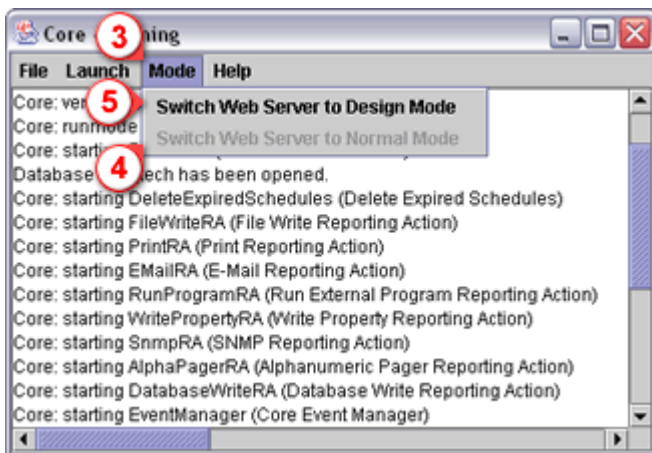 Core ning
3
File Launch Mode Help
5
Switch Web Server to Design Mode
Switch Web Server to Normal Mode
4
Core: ver
Core: runmode
Core: starting
Database ech has been opened.
Core: starting DeleteExpiredSchedules (Delete Expired Schedules)
Core: starting FileWriteRA (File Write Reporting Action)
Core: starting PrintRA (Print Reporting Action)
Core: starting EMailRA (E-Mail Reporting Action)
Core: starting RunProgramRA (Run External Program Reporting Action)
Core: starting WritePropertyRA (Write Property Reporting Action)
Core: starting SnmpRA (SNMP Reporting Action)
Core: starting AlphaPagerRA (Alphanumeric Pager Reporting Action)
Core: starting DatabaseWriteRA (Database Write Reporting Action)
Core: starting EventManager (Core Event Manager)